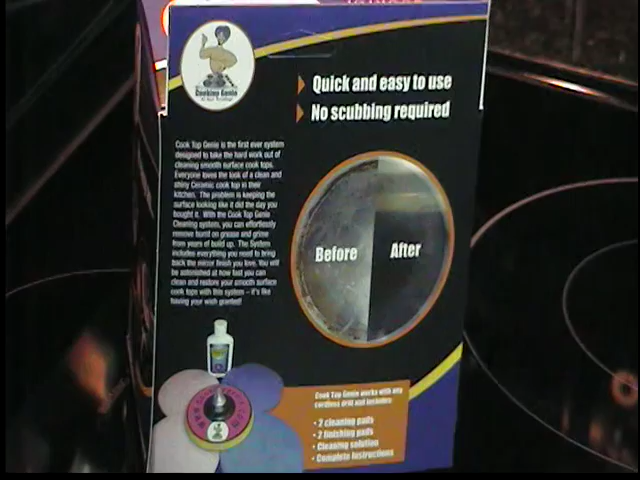 Cooking Genie
Quick and easy to use
No scubbing required
Cook Top Genie is the first ever system
designed to take the hard work out of
cleaning smooth surface cook tops.
Everyone loves the look of a clean and
shiny Ceramic cook top in their
kitchen. The problem is keeping the
surface looking like it did the day you
bought it. With the Cook Top Genie
Cleaning system, you can effortlessly
remove burnt on grease and grime
from years of build up. The System
includes everything you need to bring
back the mirror finish you love. You will
be astonished at how fast you can
clean and restore your smooth surface
cook tops with this system – it's like
having your wish granted!
Before
After
Cook Top Genie works with any
cordless drill and includes:
• 2 cleaning pads
• 2 finishing pads
• Cleaning solution
• Complete Instructions